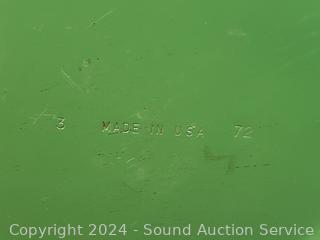 3 MADE IN USA 72
Copyright 2024 - Sound Auction Service